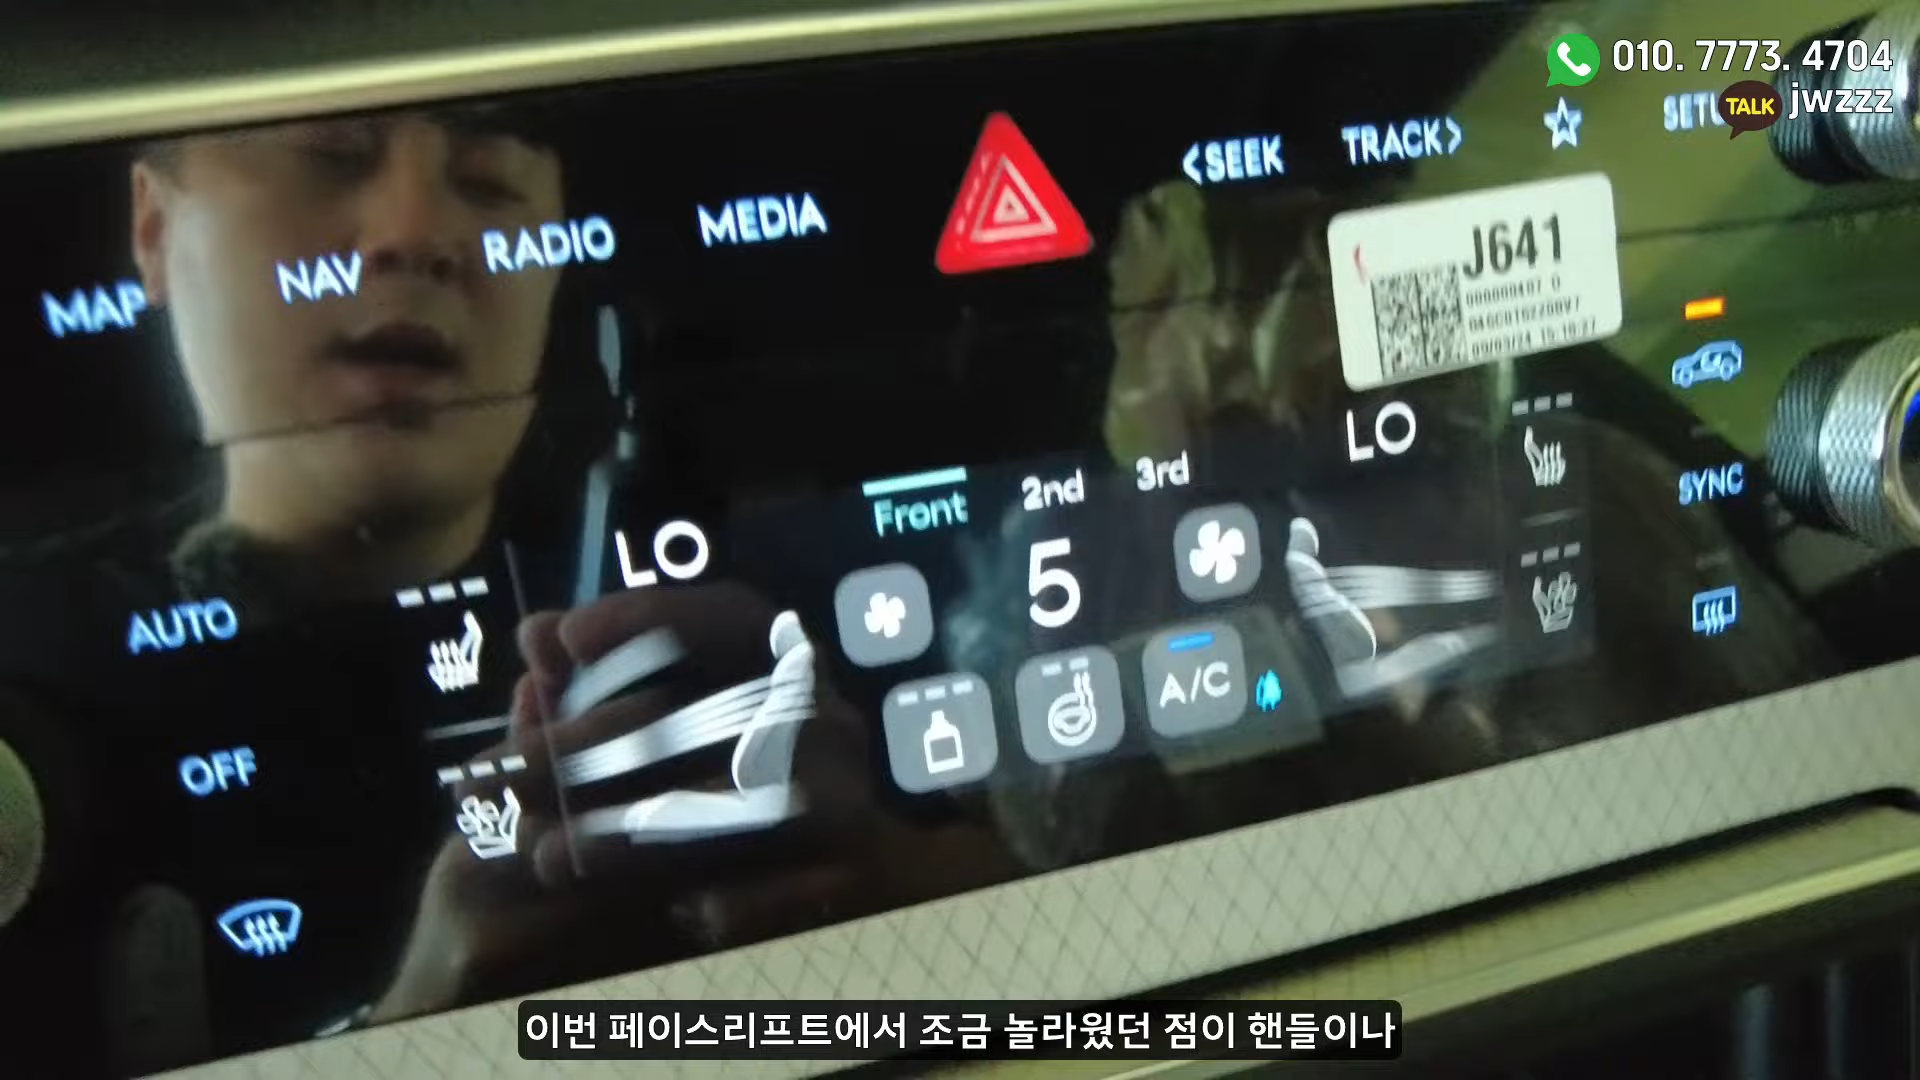 010. 7773. 4704
TALK jwzzz
MAP
NAV
RADIO
MEDIA
<SEEK
TRACK>
J641
LO
LO
Front
2nd
3rd
5
AUTO
OFF
A/C
SYNC
이번 페이스리프트에서 조금 놀라웠던 점이 핸들이나